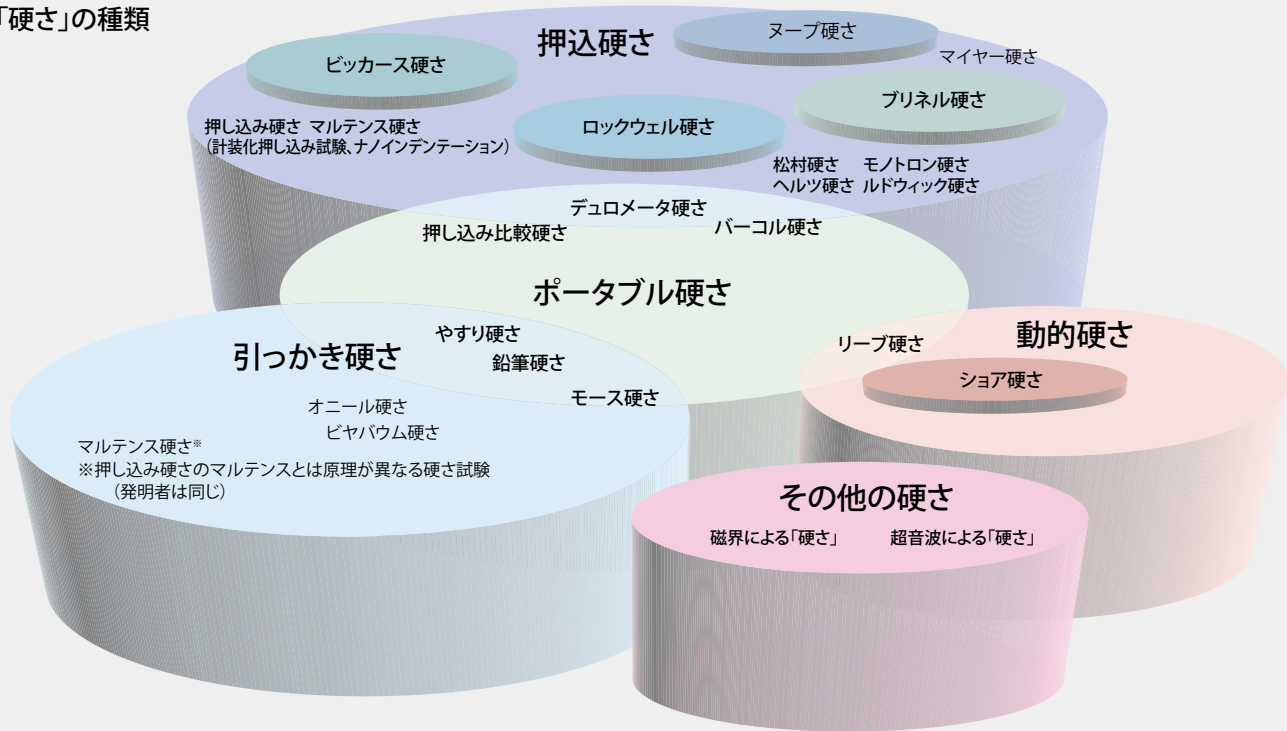 「硬さ」の種類
押込硬さ
ヌープ硬さ
マイヤー硬さ
ビッカース硬さ
ブリネル硬さ
ロックウェル硬さ
押し込み硬さ マルテンス硬さ
（計装化押し込み試験、ナノインデンテーション）
松村硬さ モノトロン硬さ
ヘルツ硬さ ルドウィック硬さ
デュロメータ硬さ
押し込み比較硬さ
バーコル硬さ
ポータブル硬さ
引っかき硬さ
やすり硬さ
鉛筆硬さ
モース硬さ
オニール硬さ
ビヤバウム硬さ
マルテンス硬さ※
※押し込み硬さのマルテンスとは原理が異なる硬さ試験
（発明者は同じ）
リーブ硬さ
動的硬さ
ショア硬さ
その他の硬さ
磁界による「硬さ」 超音波による「硬さ」